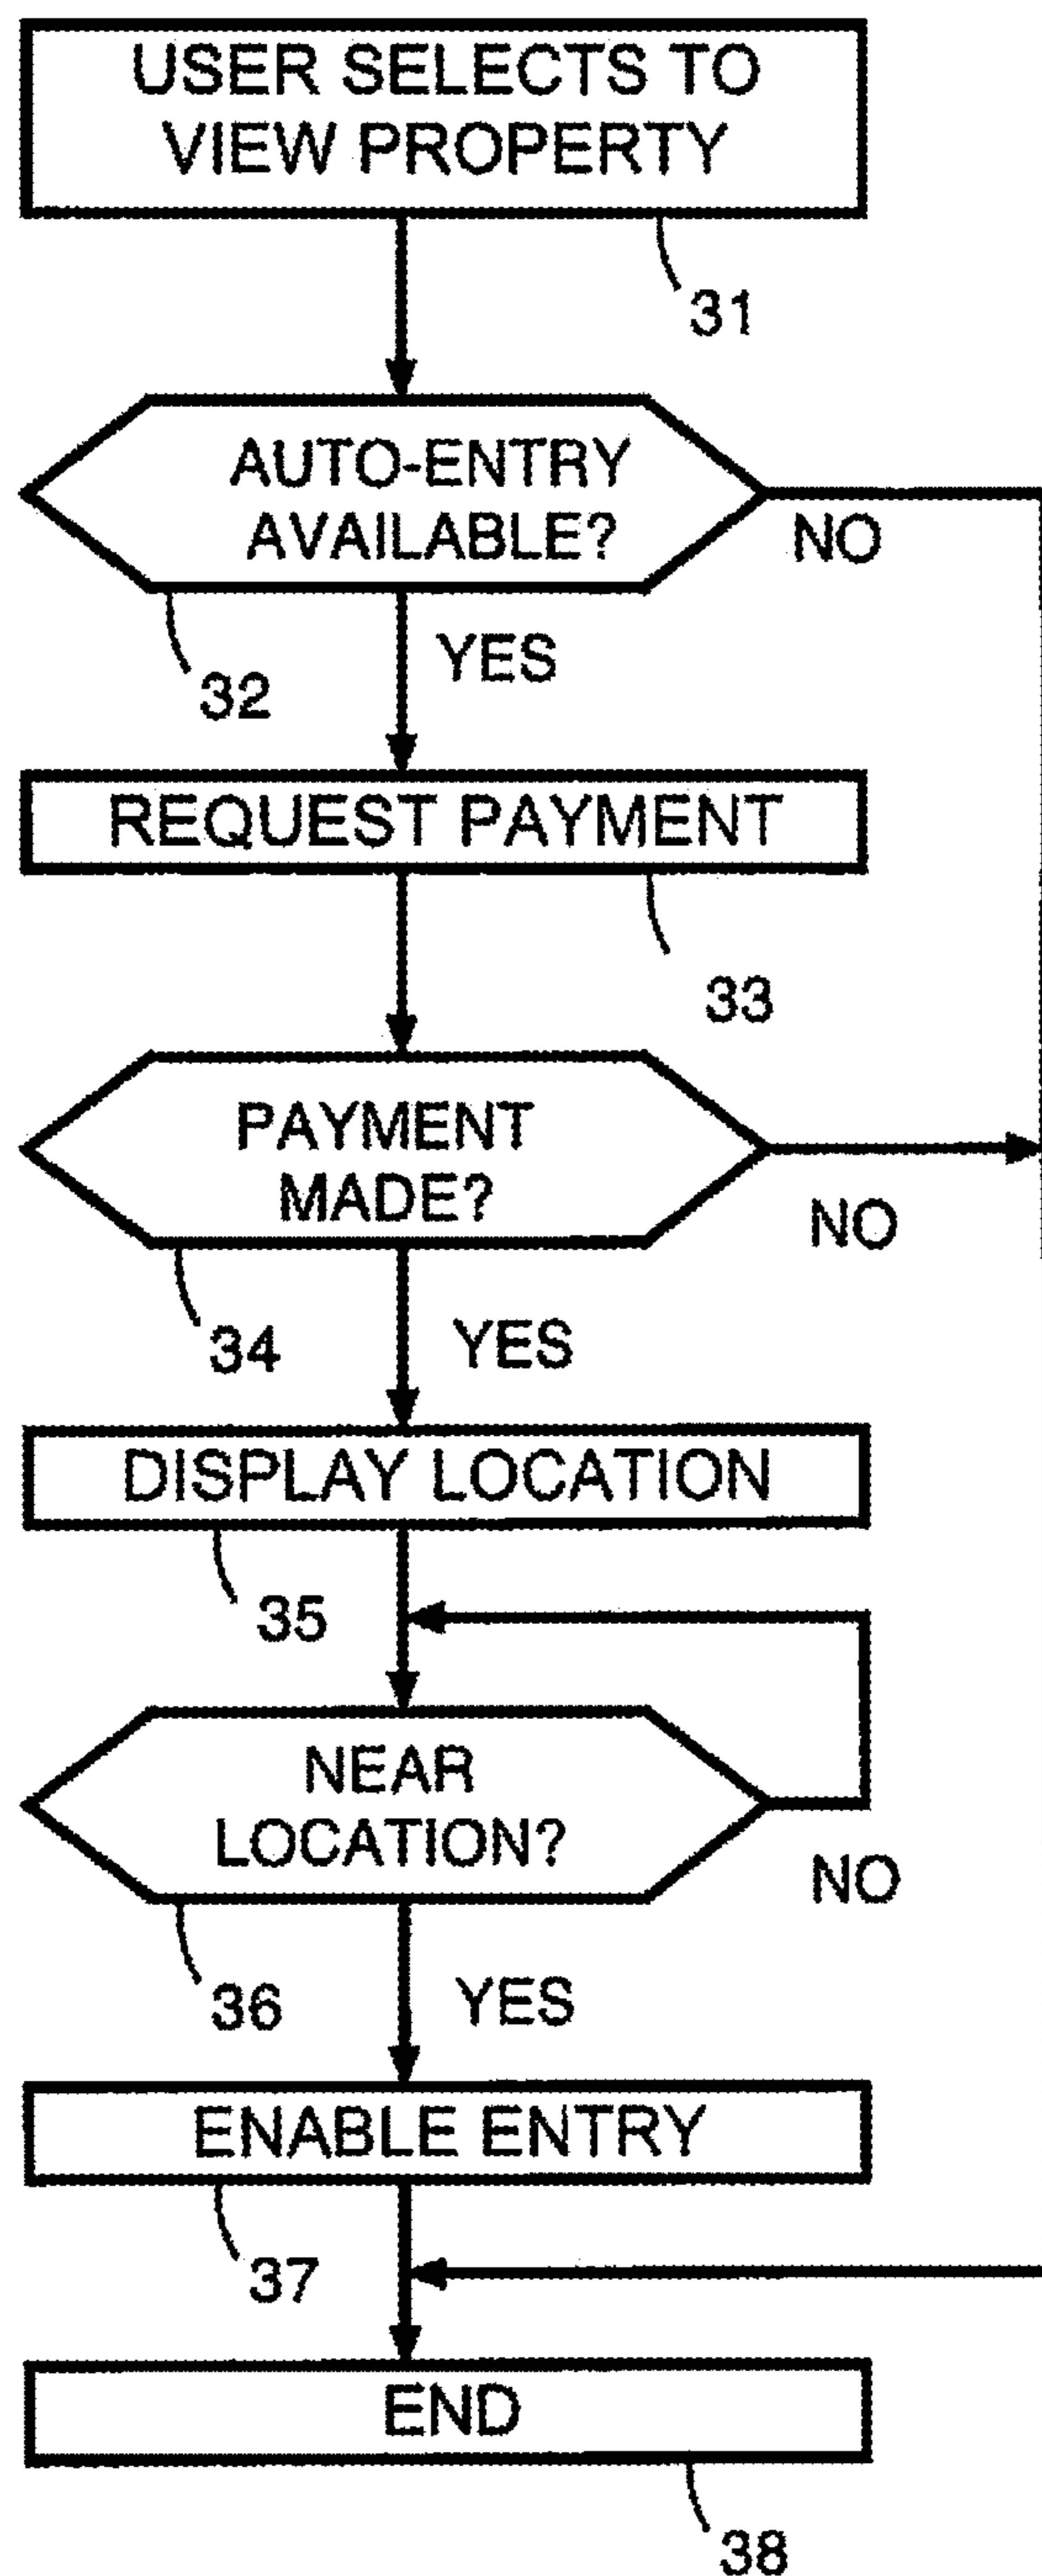 USER SELECTS TO
VIEW PROPERTY
31
AUTO-ENTRY
AVAILABLE?
NO
32
YES
REQUEST PAYMENT
33
PAYMENT
MADE?
NO
34
YES
DISPLAY LOCATION
35
NEAR
LOCATION?
NO
36
YES
ENABLE ENTRY
37
END
38